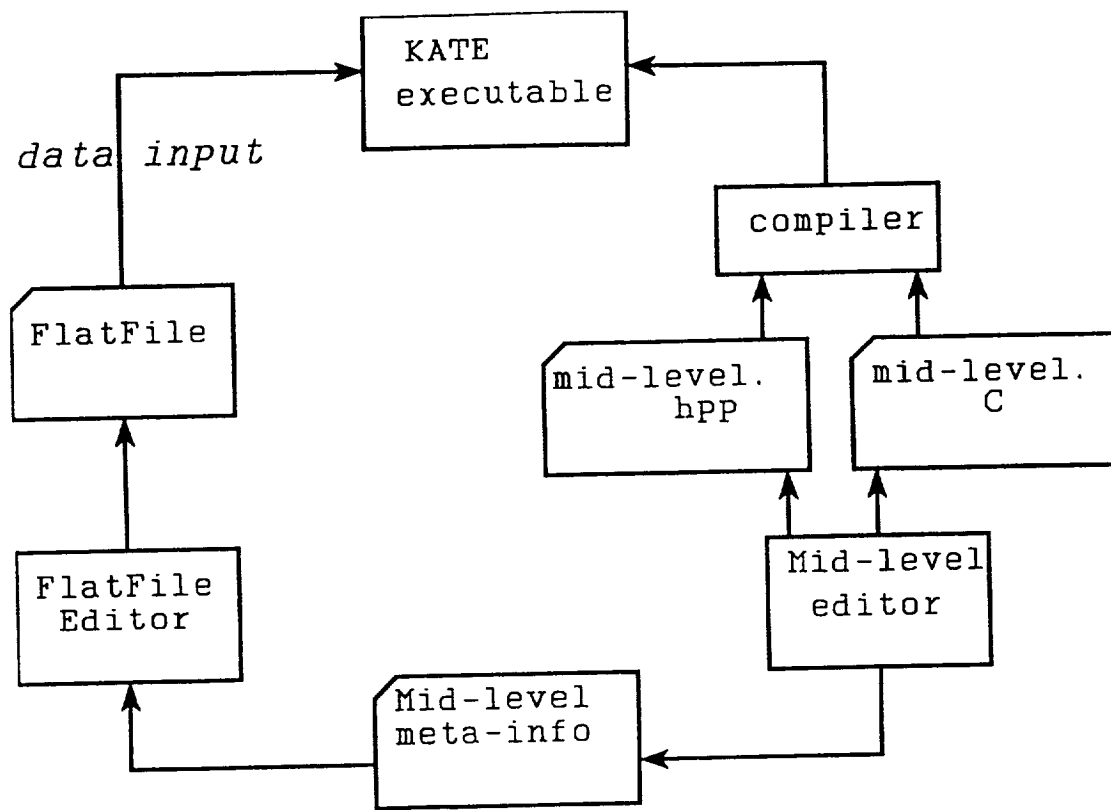 KATE
executable
data input
compiler
FlatFile
mid-level.
hpp
mid-level.
C
FlatFile
Editor
Mid-level
editor
Mid-level
meta-info